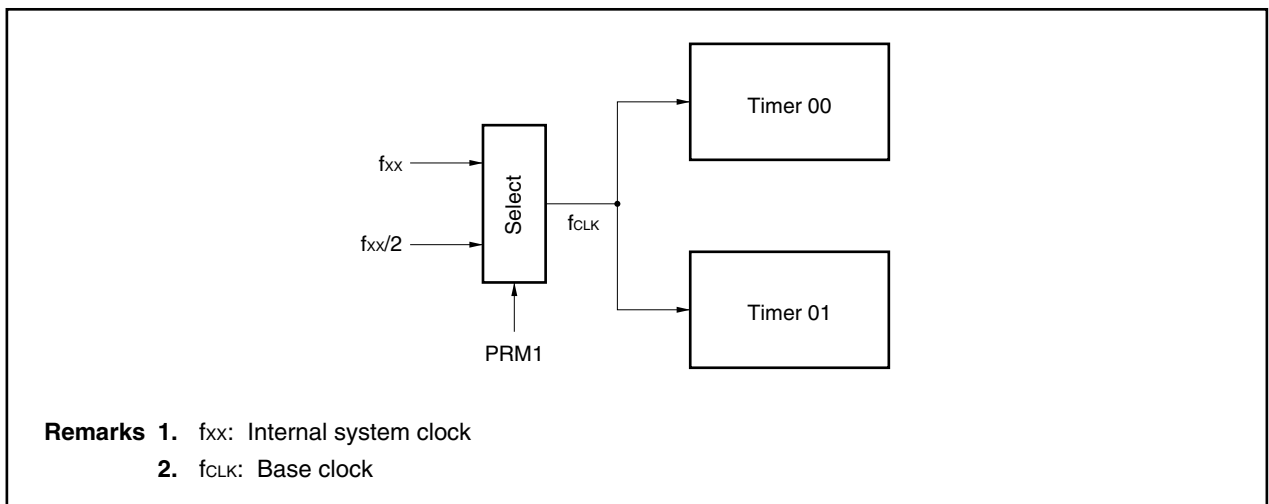 Timer 00
fxx
Select
fCLK
fxx/2
Timer 01
PRM1
Remarks 1. fxx: Internal system clock
2. fCLK: Base clock